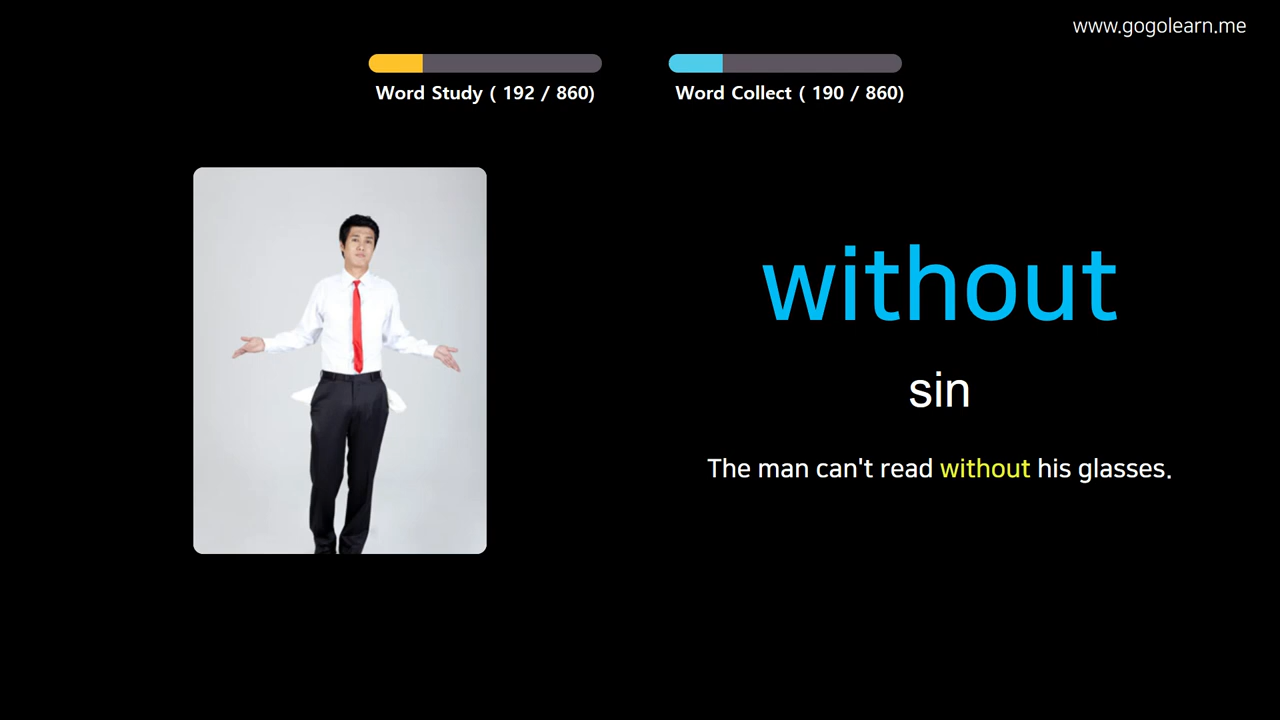 www.gogolearn.me
Word Study ( 192 / 860)
Word Collect ( 190 / 860)
without
sin
The man can't read without his glasses.